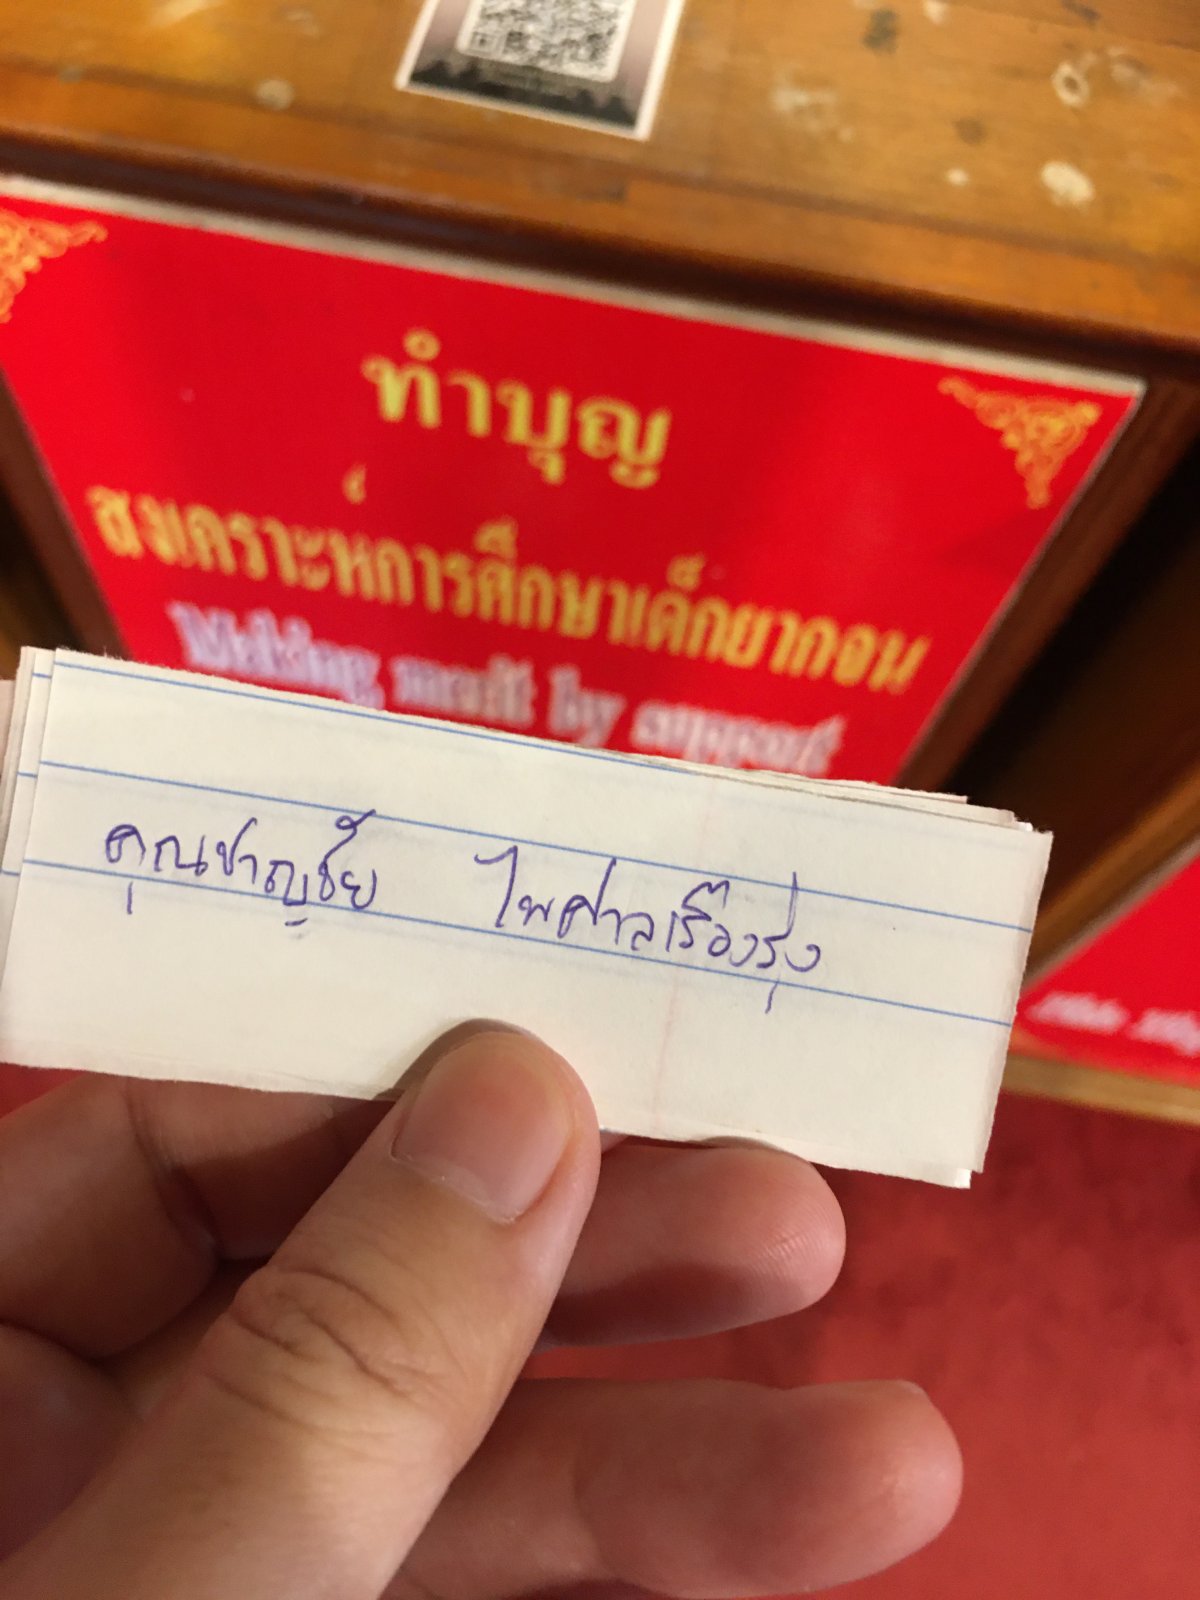 ทำบุญ
สงเคราะห์การศึกษาเด็กยากจน
Making merit by support
คุณชาญชัย ไพศาลเรืองรุ่ง